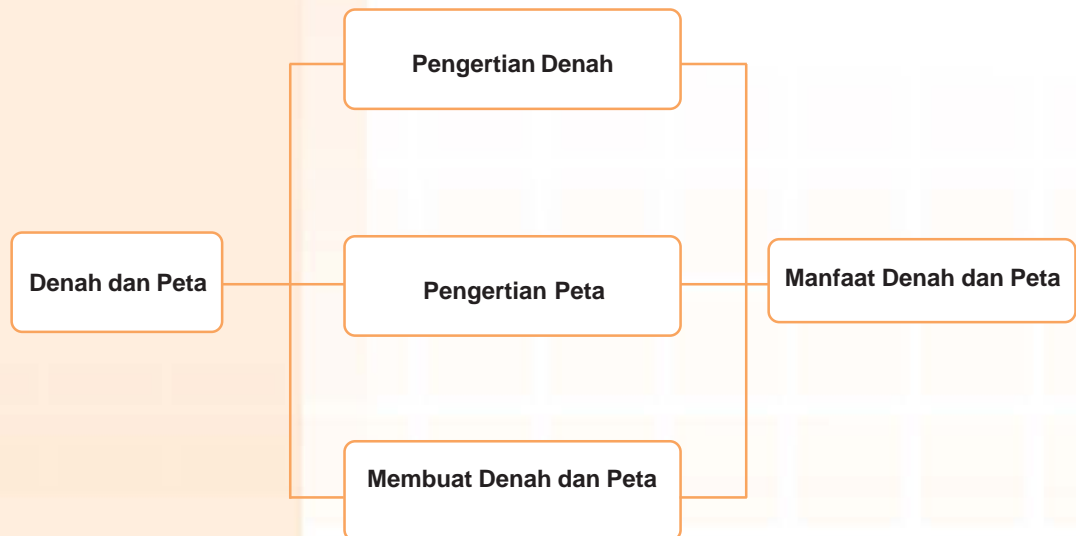 Pengertian Denah
Denah dan Peta
Pengertian Peta
Manfaat Denah dan Peta
Membuat Denah dan Peta